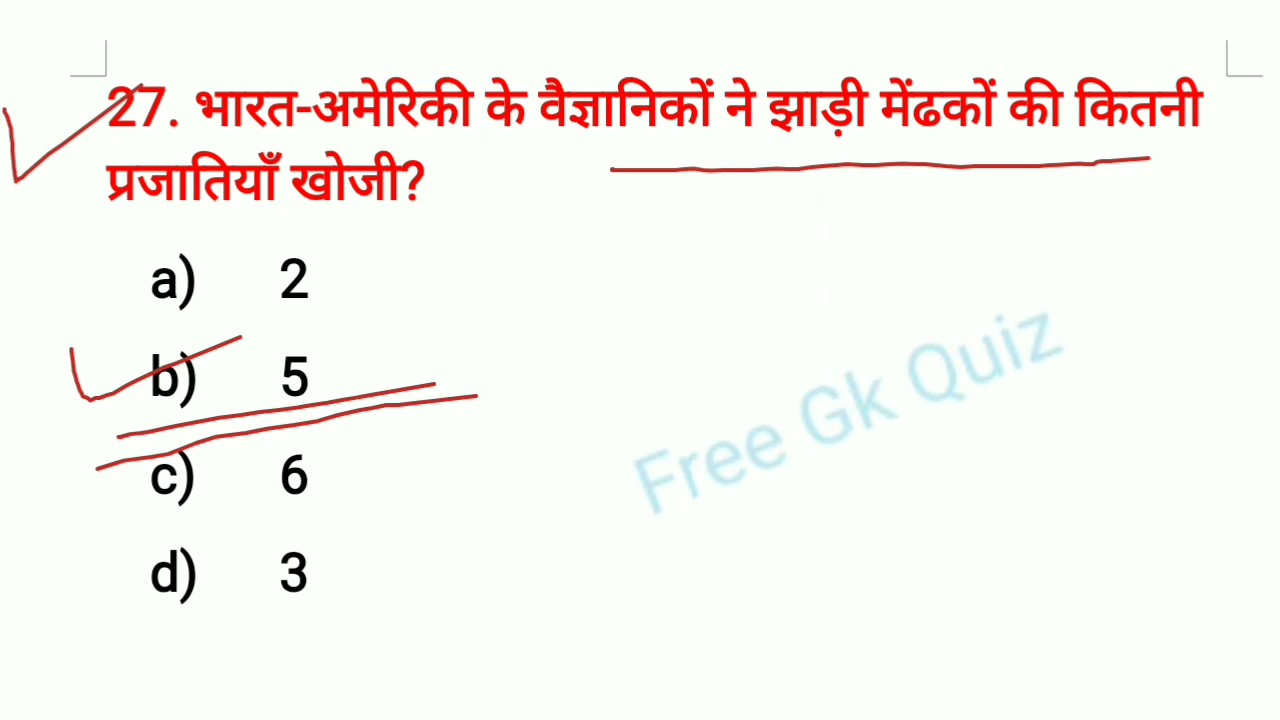 27. भारत-अमेरिकी के वैज्ञानिकों ने झाड़ी मेंढकों की कितनी
प्रजातियाँ खोजी?
a) 2
b) 5
c) 6
d) 3
Free Gk Quiz